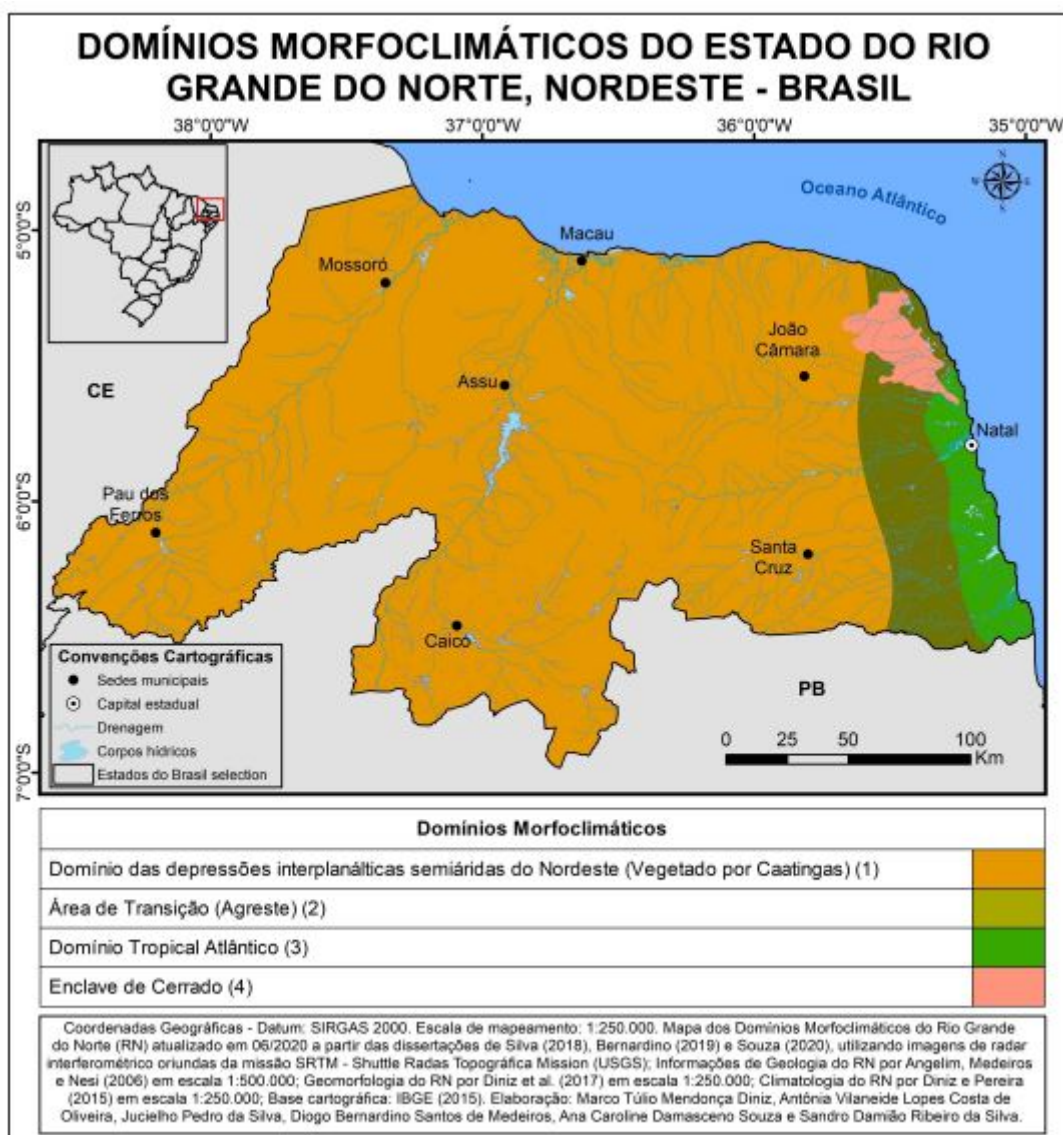 DOMÍNIOS MORFOCLIMÁTICOS DO ESTADO DO RIO
GRANDE DO NORTE, NORDESTE - BRASIL
38°0'0"W
37°0'0"W
36°0'0"W
35°0'0"W
5°0'0"S
6°0'0"S
7°0'0"S
N
W
E
S
Oceano Atlântico
Macau
Mossoró
João
Câmara
CE
Assu
Natal
Pau dos
Ferros
Santa
Cruz
Caicó
PB
Convenções Cartográficas
Sedes municipais
Capital estadual
Drenagem
Corpos hídricos
Estados do Brasil selection
0 25 50 100
Km
Domínios Morfoclimáticos
Domínio das depressões interplanálticas semiáridas do Nordeste (Vegetado por Caatingas) (1)
Área de Transição (Agreste) (2)
Domínio Tropical Atlântico (3)
Enclave de Cerrado (4)
Coordenadas Geográficas - Datum: SIRGAS 2000. Escala de mapeamento: 1:250.000. Mapa dos Domínios Morfoclimáticos do Rio Grande
do Norte (RN) atualizado em 06/2020 a partir das dissertações de Silva (2018), Bernardino (2019) e Souza (2020), utilizando imagens de radar
interferométrico oriundas da missão SRTM - Shuttle Radas Topográfica Mission (USGS); Informações de Geologia do RN por Angelim, Medeiros
e Nesi (2006) em escala 1:500.000; Geomorfologia do RN por Diniz et al. (2017) em escala 1:250.000; Climatologia do RN por Diniz e Pereira
(2015) em escala 1:250.000; Base cartográfica: IBGE (2015). Elaboração: Marco Túlio Mendonça Diniz, Antônia Vilaneide Lopes Costa de
Oliveira, Jucielho Pedro da Silva, Diogo Bernardino Santos de Medeiros, Ana Caroline Damasceno Souza e Sandro Damião Ribeiro da Silva.